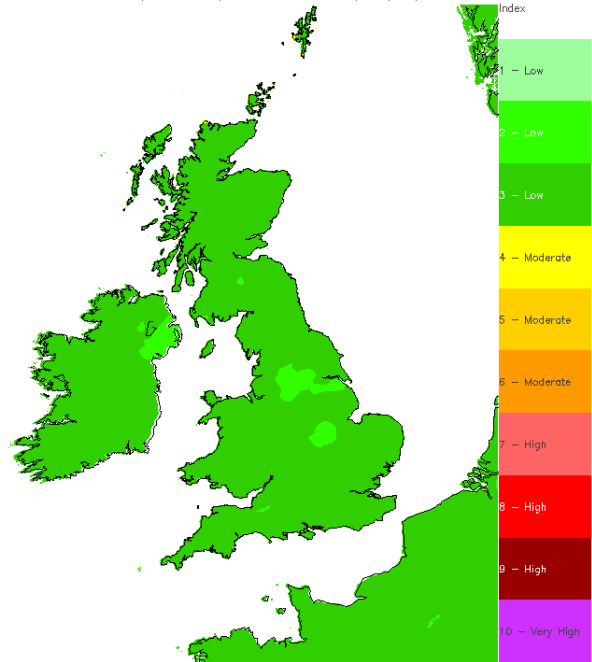 Index
1 - Low
2 - Low
3 - Low
4 - Moderate
5 - Moderate
6 - Moderate
7 - High
8 - High
9 - High
10 - Very High